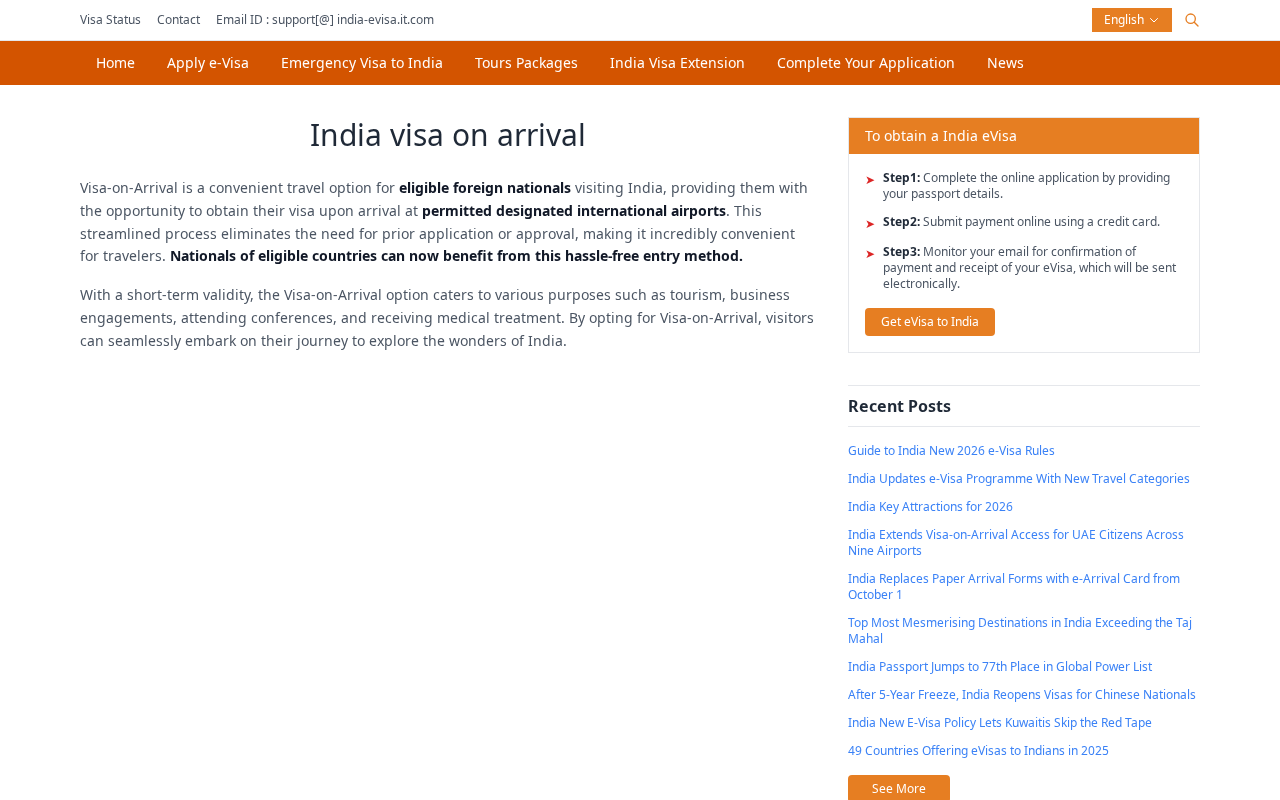 Visa Status Contact Email ID : support[@] india-evisa.it.com English
Home Apply e-Visa Emergency Visa to India Tours Packages India Visa Extension Complete Your Application News
India visa on arrival
Visa-on-Arrival is a convenient travel option for eligible foreign nationals visiting India, providing them with
the opportunity to obtain their visa upon arrival at permitted designated international airports. This
streamlined process eliminates the need for prior application or approval, making it incredibly convenient
for travelers. Nationals of eligible countries can now benefit from this hassle-free entry method.
With a short-term validity, the Visa-on-Arrival option caters to various purposes such as tourism, business
engagements, attending conferences, and receiving medical treatment. By opting for Visa-on-Arrival, visitors
can seamlessly embark on their journey to explore the wonders of India.
To obtain a India eVisa
Step1: Complete the online application by providing
your passport details.
Step2: Submit payment online using a credit card.
Step3: Monitor your email for confirmation of
payment and receipt of your eVisa, which will be sent
electronically.
Get eVisa to India
Recent Posts
Guide to India New 2026 e-Visa Rules
India Updates e-Visa Programme With New Travel Categories
India Key Attractions for 2026
India Extends Visa-on-Arrival Access for UAE Citizens Across
Nine Airports
India Replaces Paper Arrival Forms with e-Arrival Card from
October 1
Top Most Mesmerising Destinations in India Exceeding the Taj
Mahal
India Passport Jumps to 77th Place in Global Power List
After 5-Year Freeze, India Reopens Visas for Chinese Nationals
India New E-Visa Policy Lets Kuwaitis Skip the Red Tape
49 Countries Offering eVisas to Indians in 2025
See More